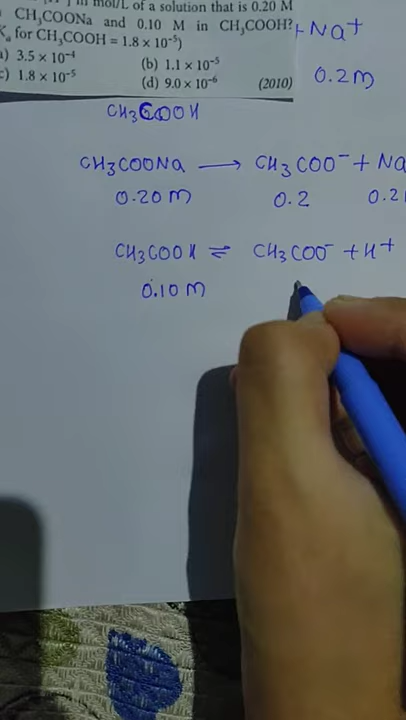 in mol/L of a solution that is 0.20 M
CH₃COONa and 0.10 M in CH₃COOH?
for CH₃COOH = 1.8 × 10⁻⁵)
a) 3.5 × 10⁻⁴ (b) 1.1 × 10⁻⁵
c) 1.8 × 10⁻⁵ (d) 9.0 × 10⁻⁶ (2010)
+ Na⁺
0.2M
CH₃COOH
CH₃COONa ⟶ CH₃COO⁻ + Na
0.20 M 0.2 0.2
CH₃COOH ⇌ CH₃COO⁻ + H⁺
0.10 M